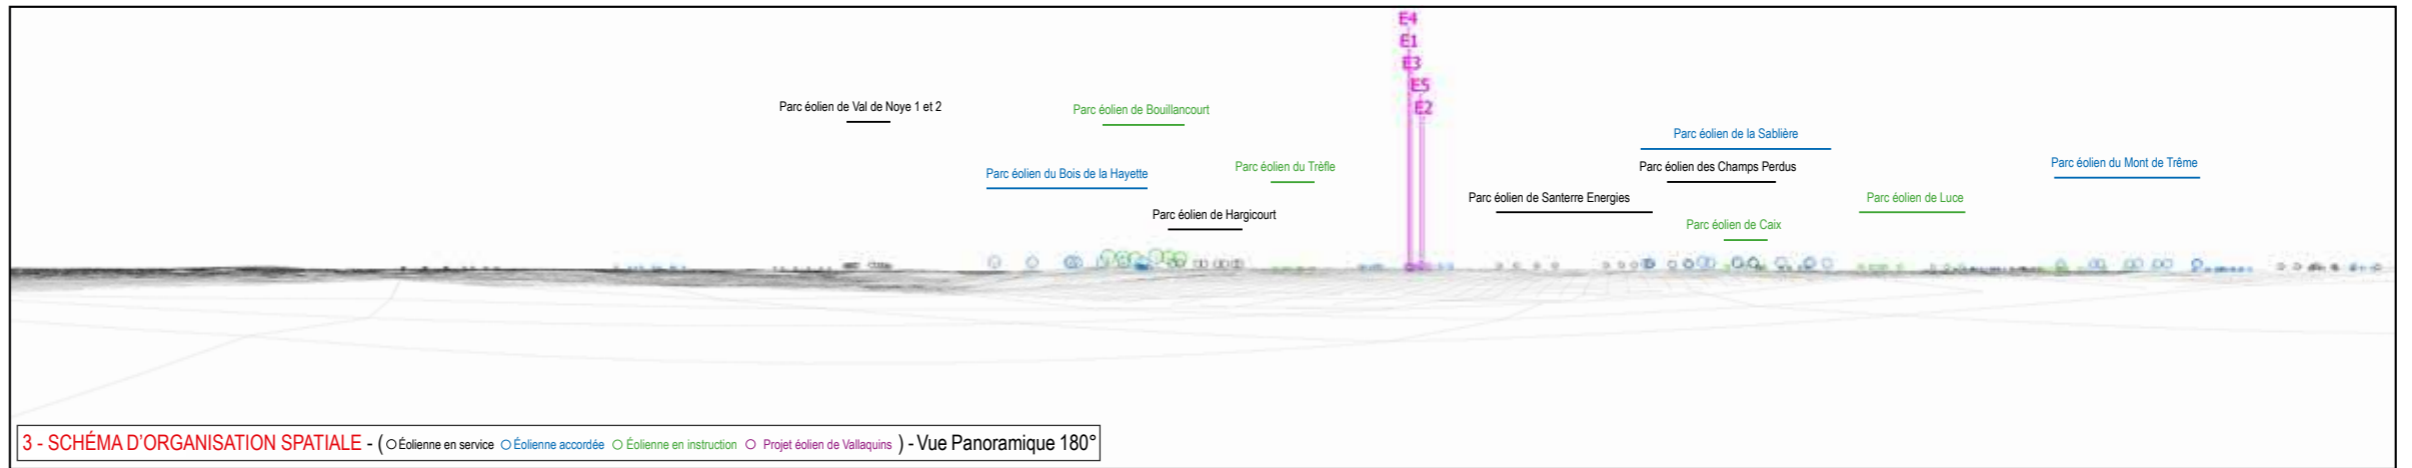 E4
E1
E3
E5
E2
Parc éolien de Val de Noye 1 et 2
Parc éolien de Bouillancourt
Parc éolien de la Sablière
Parc éolien du Bois de la Hayette
Parc éolien du Trèfle
Parc éolien des Champs Perdus
Parc éolien du Mont de Trême
Parc éolien de Hargicourt
Parc éolien de Santerre Energies
Parc éolien de Luce
Parc éolien de Caix
3 - SCHÉMA D'ORGANISATION SPATIALE - ( Éolienne en service Éolienne accordée Éolienne en instruction Projet éolien de Vallaquins ) - Vue Panoramique 180°